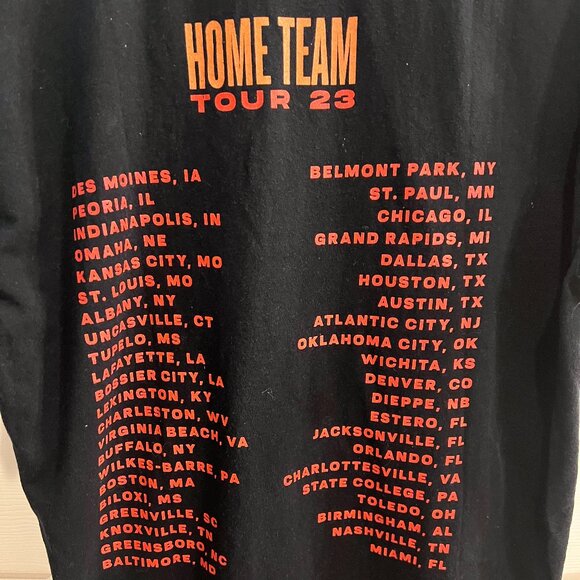 HOME TEAM
TOUR 23
DES MOINES, IA
PEORIA, IL
INDIANAPOLIS, IN
OMAHA, NE
KANSAS CITY, MO
ST. LOUIS, MO
ALBANY, NY
UNCASVILLE, CT
TUPELO, MS
LAFAYETTE, LA
BOSSIER CITY, LA
LEXINGTON, KY
CHARLESTON, WV
VIRGINIA BEACH, VA
BUFFALO, NY
WILKES-BARRE, PA
BOSTON, MA
BILOXI, MS
GREENVILLE, SC
KNOXVILLE, TN
GREENSBORO, NC
BALTIMORE, MD
BELMONT PARK, NY
ST. PAUL, MN
CHICAGO, IL
GRAND RAPIDS, MI
DALLAS, TX
HOUSTON, TX
AUSTIN, TX
ATLANTIC CITY, NJ
OKLAHOMA CITY, OK
WICHITA, KS
DENVER, CO
DIEPPE, NB
ESTERO, FL
JACKSONVILLE, FL
ORLANDO, FL
CHARLOTTESVILLE, VA
STATE COLLEGE, PA
TOLEDO, OH
BIRMINGHAM, AL
NASHVILLE, TN
MIAMI, FL